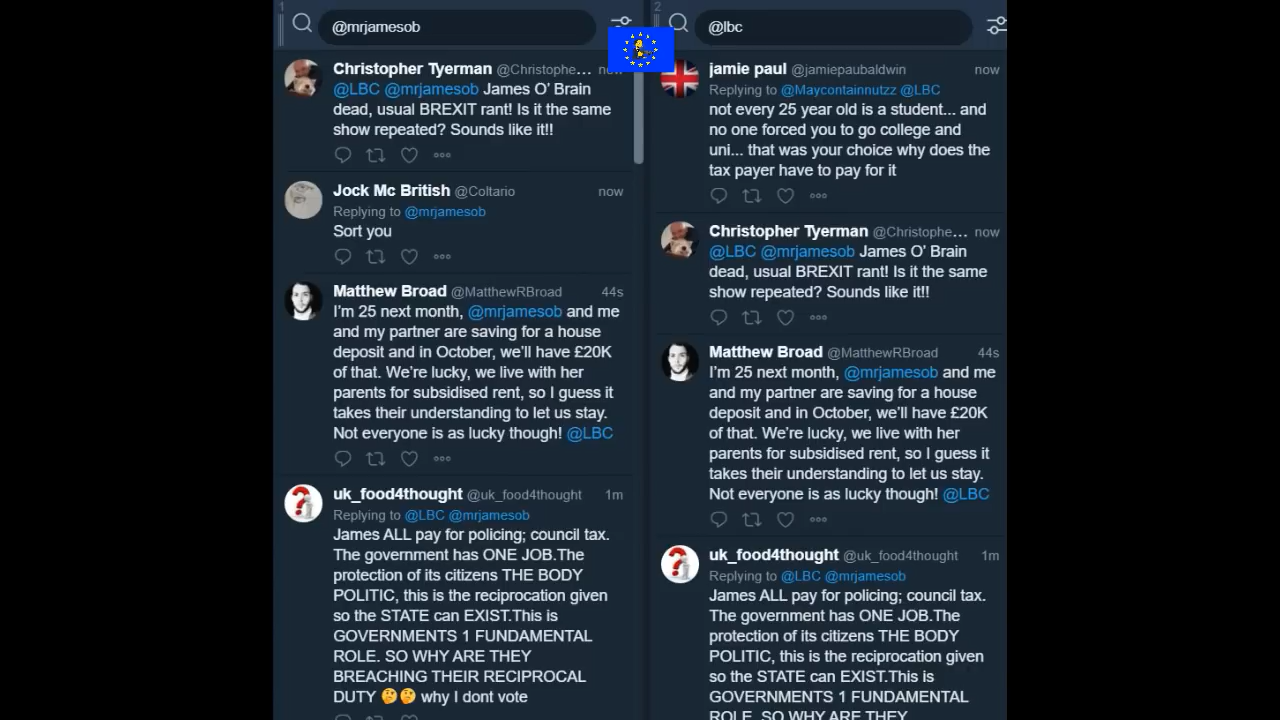 1
@mrjamesob
Christopher Tyerman @Christophe... now
@LBC @mrjamesob James O' Brain
dead, usual BREXIT rant! Is it the same
show repeated? Sounds like it!!
Jock Mc British @Coltario now
Replying to @mrjamesob
Sort you
Matthew Broad @MatthewRBroad 44s
I'm 25 next month, @mrjamesob and me
and my partner are saving for a house
deposit and in October, we'll have £20K
of that. We're lucky, we live with her
parents for subsidised rent, so I guess it
takes their understanding to let us stay.
Not everyone is as lucky though! @LBC
uk_food4thought @uk_food4thought 1m
Replying to @LBC @mrjamesob
James ALL pay for policing; council tax.
The government has ONE JOB.The
protection of its citizens THE BODY
POLITIC, this is the reciprocation given
so the STATE can EXIST.This is
GOVERNMENTS 1 FUNDAMENTAL
ROLE. SO WHY ARE THEY
BREACHING THEIR RECIPROCAL
DUTY 🤔🤔 why I dont vote
2
@lbc
jamie paul @jamiepaubaldwin now
Replying to @Maycontainnutzz @LBC
not every 25 year old is a student... and
no one forced you to go college and
uni... that was your choice why does the
tax payer have to pay for it
Christopher Tyerman @Christophe... now
@LBC @mrjamesob James O' Brain
dead, usual BREXIT rant! Is it the same
show repeated? Sounds like it!!
Matthew Broad @MatthewRBroad 44s
I'm 25 next month, @mrjamesob and me
and my partner are saving for a house
deposit and in October, we'll have £20K
of that. We're lucky, we live with her
parents for subsidised rent, so I guess it
takes their understanding to let us stay.
Not everyone is as lucky though! @LBC
uk_food4thought @uk_food4thought 1m
Replying to @LBC @mrjamesob
James ALL pay for policing; council tax.
The government has ONE JOB.The
protection of its citizens THE BODY
POLITIC, this is the reciprocation given
so the STATE can EXIST.This is
GOVERNMENTS 1 FUNDAMENTAL
ROLE. SO WHY ARE THEY